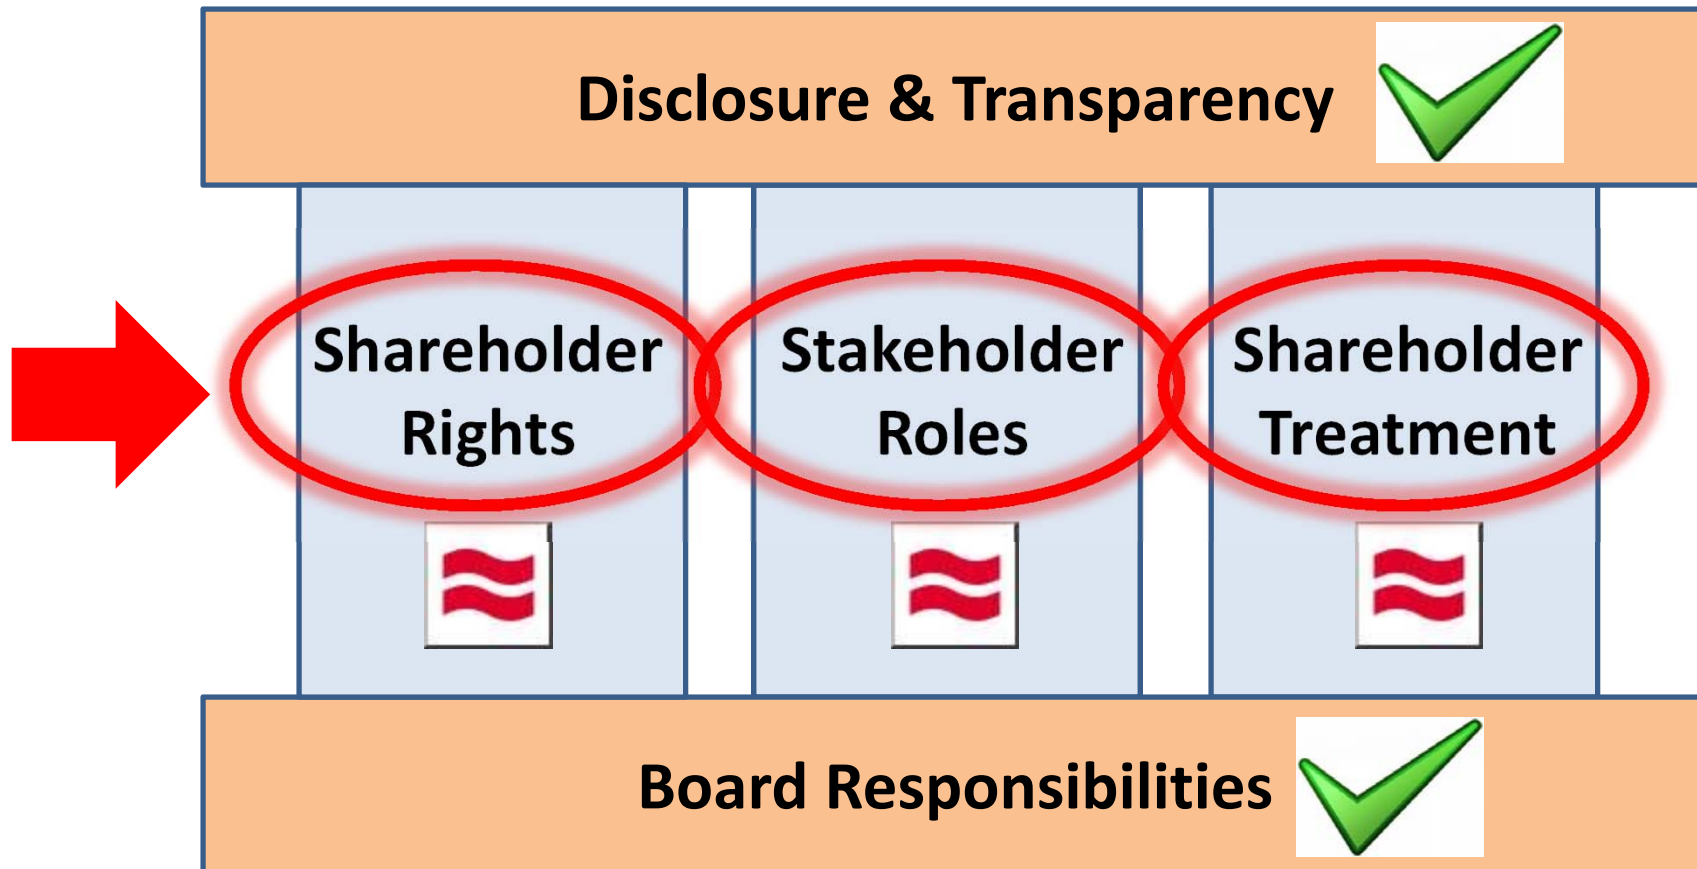 Disclosure & Transparency
Shareholder
Rights
Stakeholder
Roles
Shareholder
Treatment
Board Responsibilities